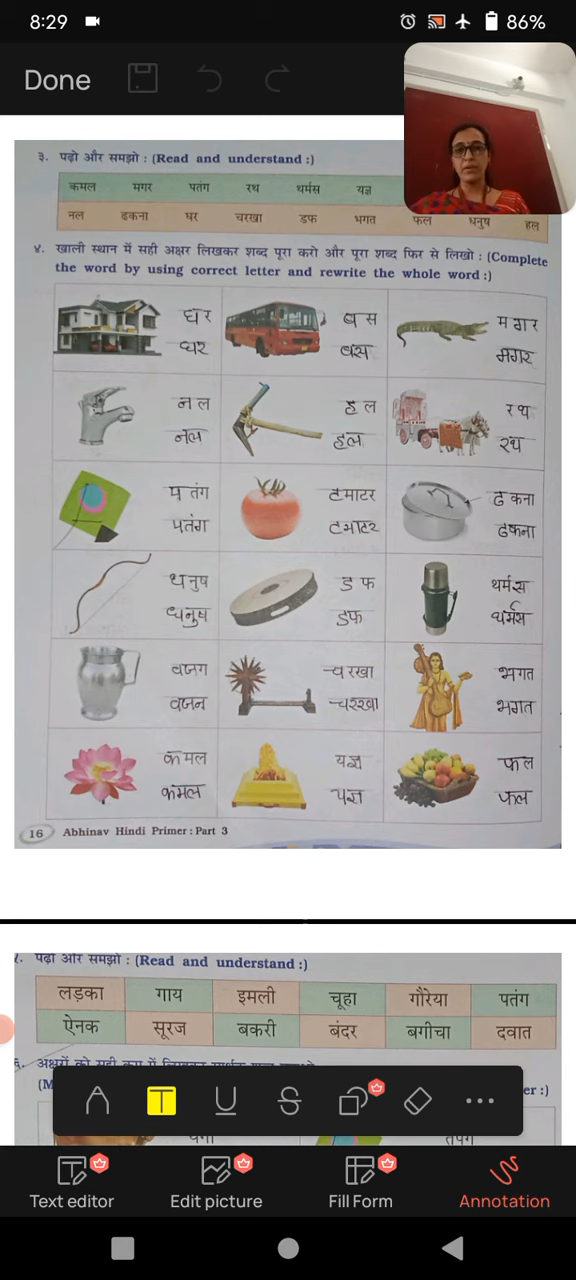 8:29
86%
Done
३. पढ़ो और समझो : (Read and understand :)
कमल मगर पतंग रथ थर्मस यज्ञ
नल ढकना घर चरखा डफ भगत फल धनुष हल
४. खाली स्थान में सही अक्षर लिखकर शब्द पूरा करो और पूरा शब्द फिर से लिखो : (Complete
the word by using correct letter and rewrite the whole word :)
घर बस मगर
घर बस मगर
नल हल रथ
नल हल रथ
पतंग टमाटर ढकना
पतंग टमाटर ढकना
धनुष डफ थर्मस
धनुष डफ थर्मस
चरखा भगत
चरखा भगत
कमल यज्ञ फल
कमल यज्ञ फल
16 Abhinav Hindi Primer : Part 3
पढ़ो और समझो : (Read and understand :)
लड़का गाय इमली चूहा गौरेया पतंग
ऐनक सूरज बकरी बंदर बगीचा दवात
er :)
Text editor Edit picture Fill Form Annotation